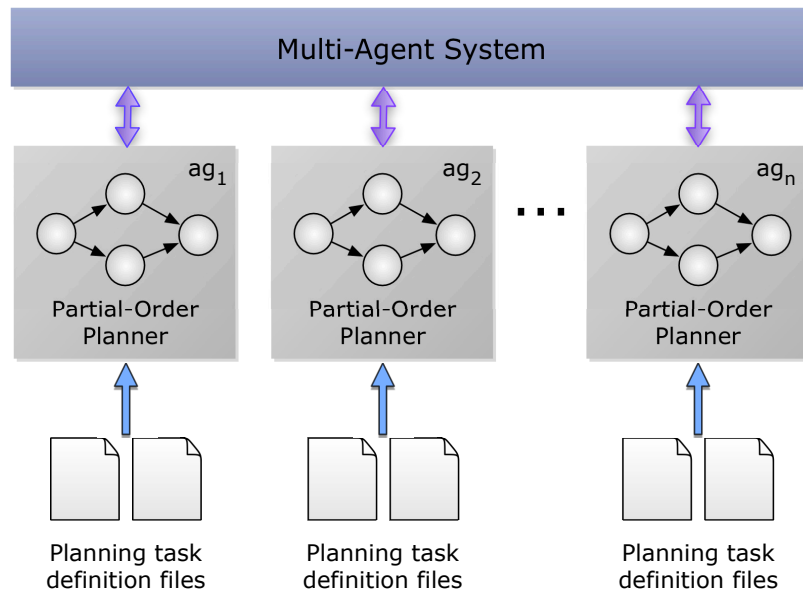 Multi-Agent System
ag1
Partial-Order
Planner
ag2
Partial-Order
Planner
...
agn
Partial-Order
Planner
Planning task
definition files
Planning task
definition files
Planning task
definition files